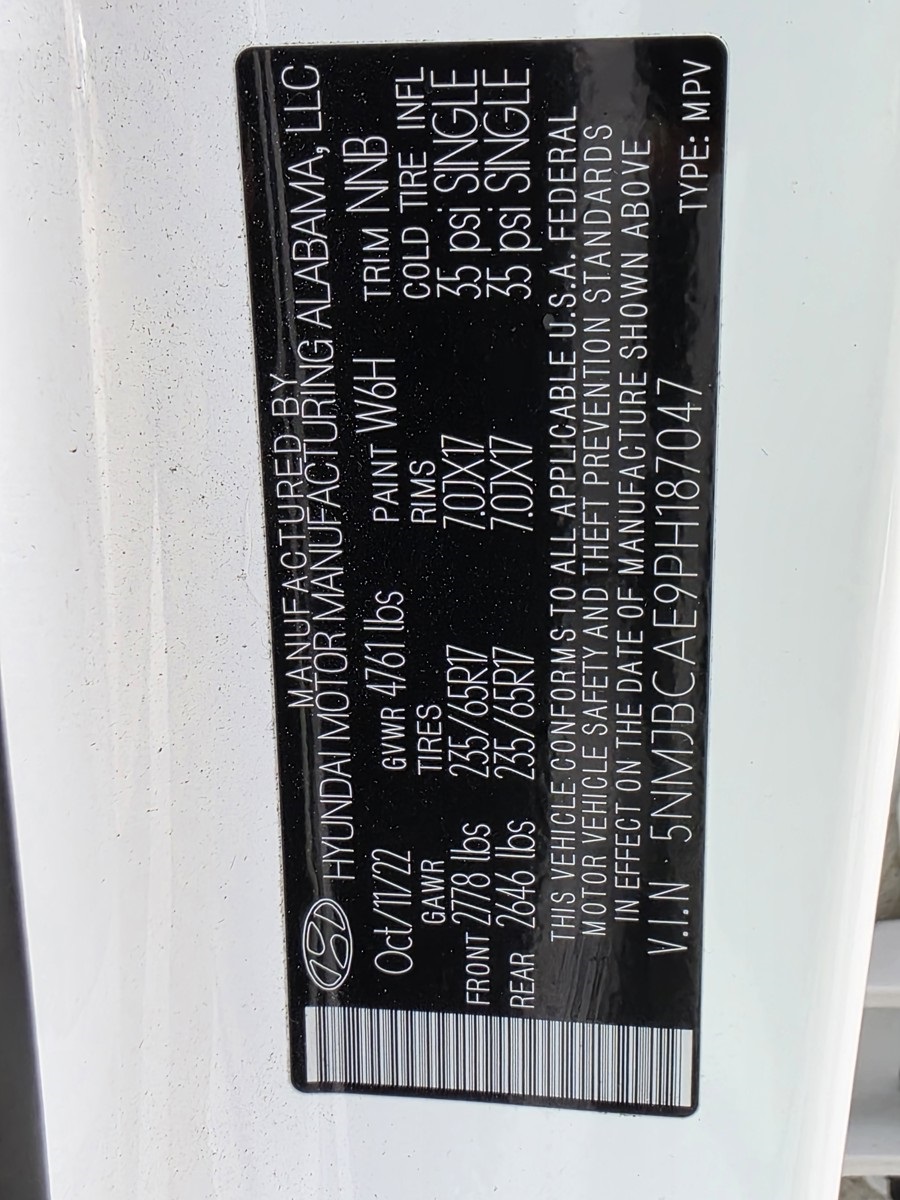 MANUFACTURED BY
HYUNDAI MOTOR MANUFACTURING ALABAMA, LLC
Oct/11/22 GVWR 4761 lbs PAINT W6H TRIM NNB
GAWR TIRES RIMS COLD TIRE INFL
FRONT 2778 lbs 235/65R17 7.0JX17 35 psi SINGLE
REAR 2646 lbs 235/65R17 7.0JX17 35 psi SINGLE
THIS VEHICLE CONFORMS TO ALL APPLICABLE U.S.A. FEDERAL
MOTOR VEHICLE SAFETY AND THEFT PREVENTION STANDARDS
IN EFFECT ON THE DATE OF MANUFACTURE SHOWN ABOVE
V.I.N 5NMJBCAE9PH187047 TYPE: MPV